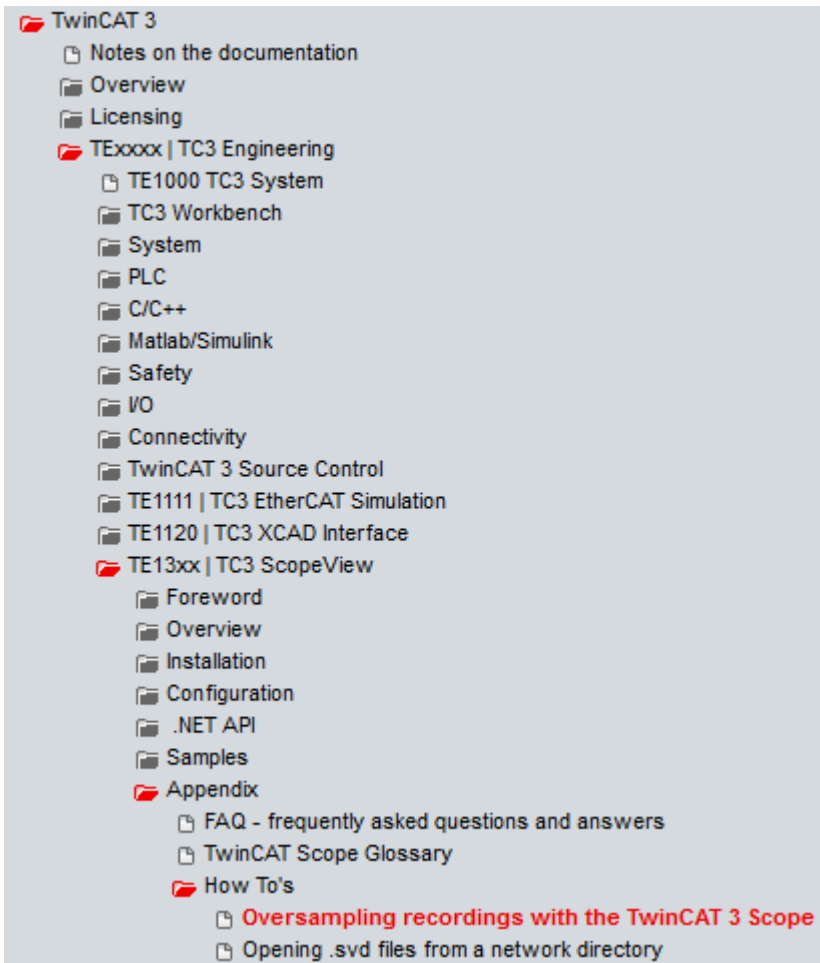 TwinCAT 3
Notes on the documentation
Overview
Licensing
TExxxx | TC3 Engineering
TE1000 TC3 System
TC3 Workbench
System
PLC
C/C++
Matlab/Simulink
Safety
I/O
Connectivity
TwinCAT 3 Source Control
TE1111 | TC3 EtherCAT Simulation
TE1120 | TC3 XCAD Interface
TE13xx | TC3 ScopeView
Foreword
Overview
Installation
Configuration
.NET API
Samples
Appendix
FAQ - frequently asked questions and answers
TwinCAT Scope Glossary
How To's
Oversampling recordings with the TwinCAT 3 Scope
Opening .svd files from a network directory